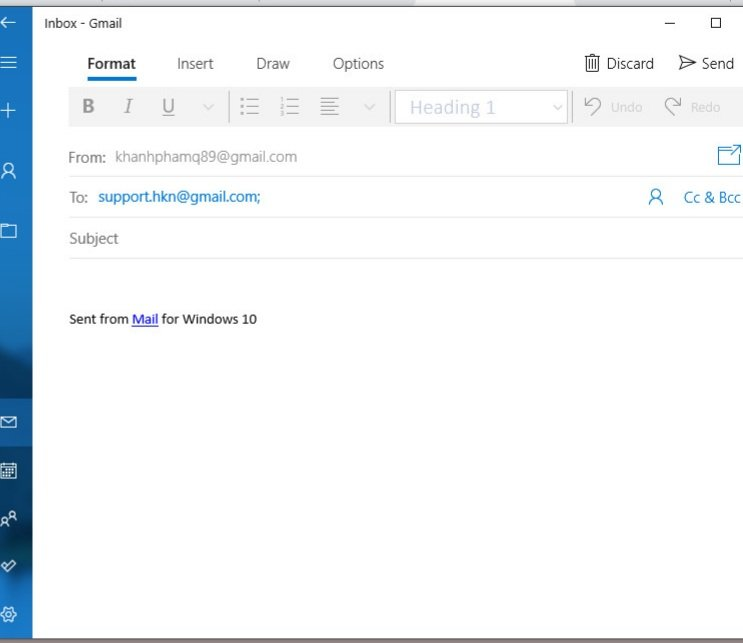 Inbox - Gmail
Format Insert Draw Options Discard Send
B I U Heading 1 Undo Redo
From: khanhphamq89@gmail.com
To: support.hkn@gmail.com; Cc & Bcc
Subject
Sent from Mail for Windows 10